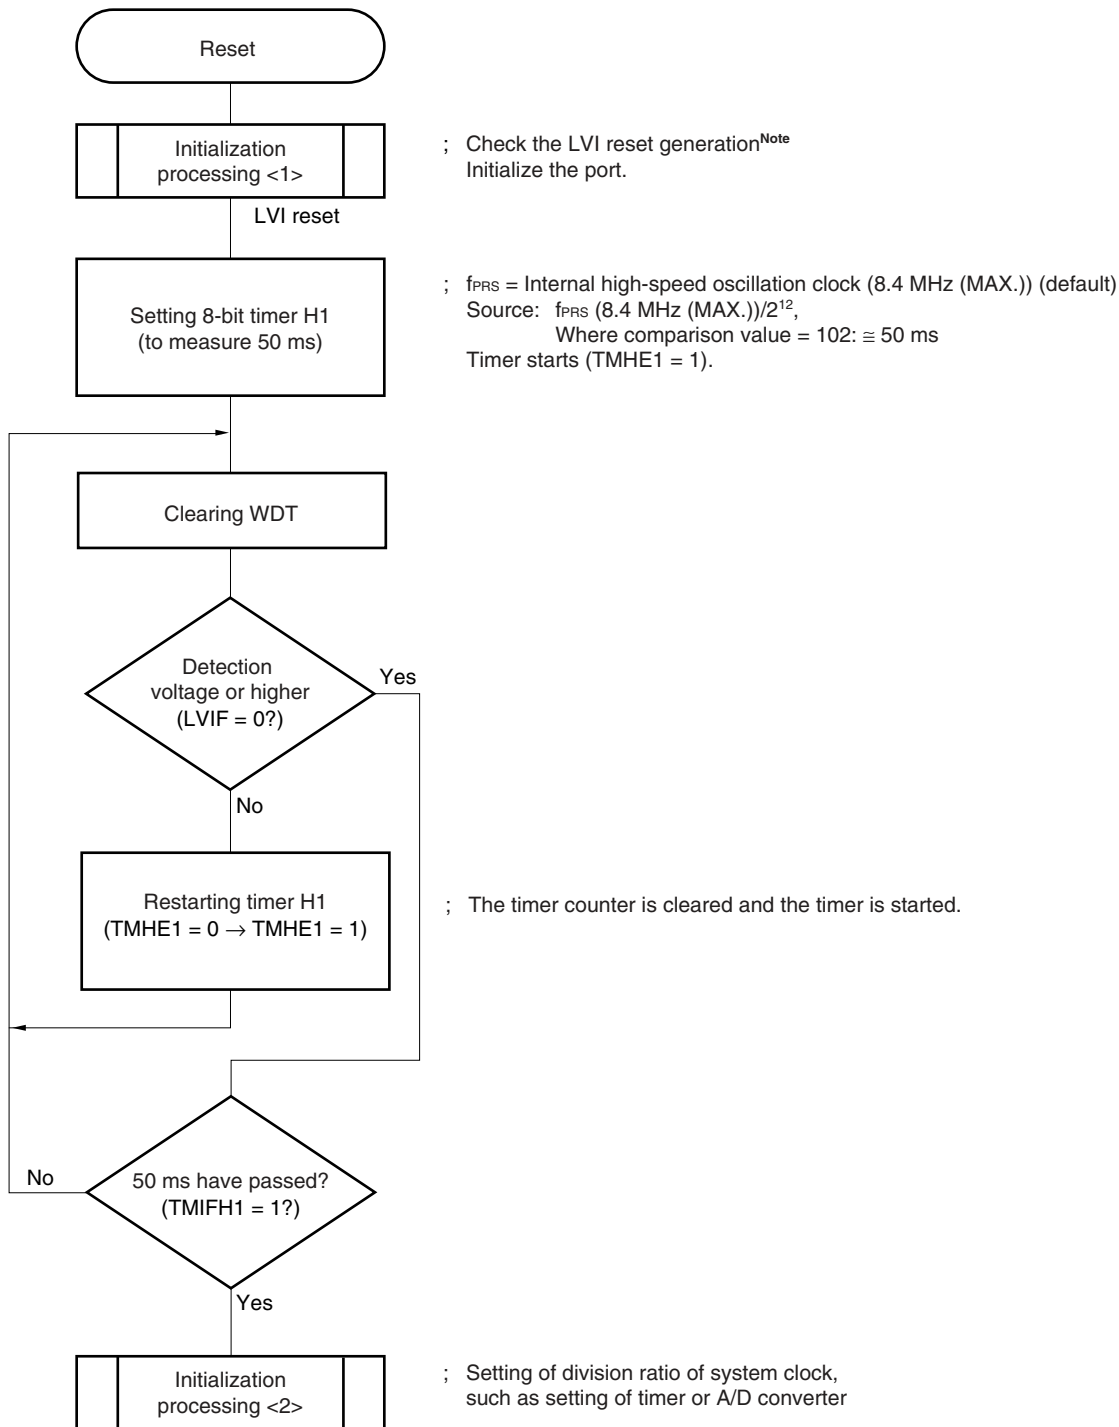 Reset
Initialization
processing <1>
; Check the LVI reset generationNote
Initialize the port.
LVI reset
Setting 8-bit timer H1
(to measure 50 ms)
; fPRS = Internal high-speed oscillation clock (8.4 MHz (MAX.)) (default)
Source: fPRS (8.4 MHz (MAX.))/2¹²,
Where comparison value = 102: ≅ 50 ms
Timer starts (TMHE1 = 1).
Clearing WDT
Detection
voltage or higher
(LVIF = 0?)
Yes
No
Restarting timer H1
(TMHE1 = 0 → TMHE1 = 1)
; The timer counter is cleared and the timer is started.
50 ms have passed?
(TMIFH1 = 1?)
No
Yes
Initialization
processing <2>
; Setting of division ratio of system clock,
such as setting of timer or A/D converter